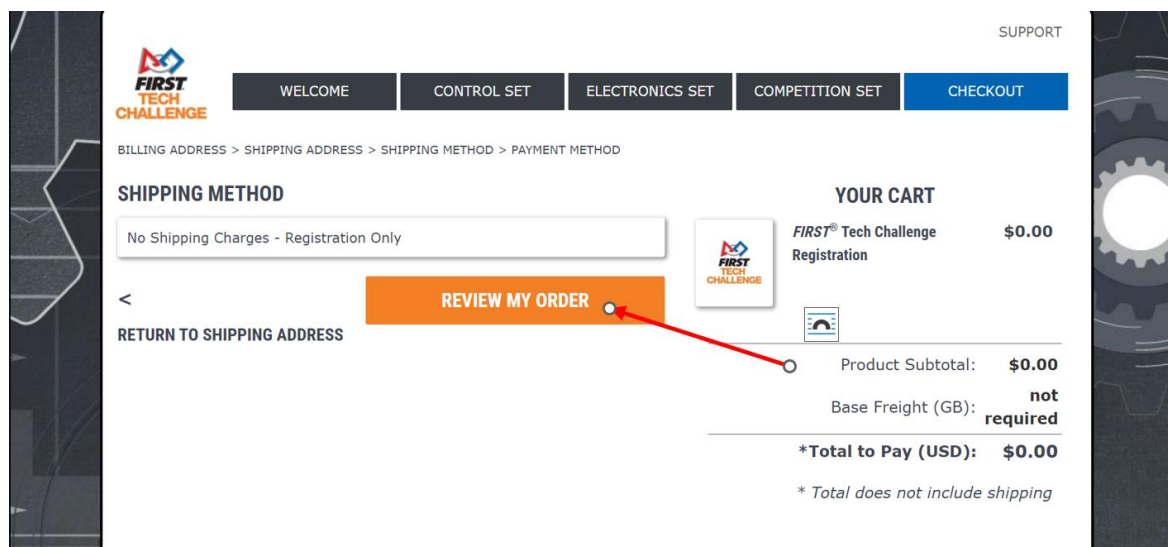 SUPPORT
FIRST
TECH
CHALLENGE
WELCOME
CONTROL SET
ELECTRONICS SET
COMPETITION SET
CHECKOUT
BILLING ADDRESS > SHIPPING ADDRESS > SHIPPING METHOD > PAYMENT METHOD
SHIPPING METHOD
No Shipping Charges - Registration Only
<
RETURN TO SHIPPING ADDRESS
REVIEW MY ORDER
YOUR CART
FIRST
TECH
CHALLENGE
FIRST® Tech Challenge
Registration
$0.00
Product Subtotal: $0.00
Base Freight (GB): not
required
*Total to Pay (USD): $0.00
* Total does not include shipping